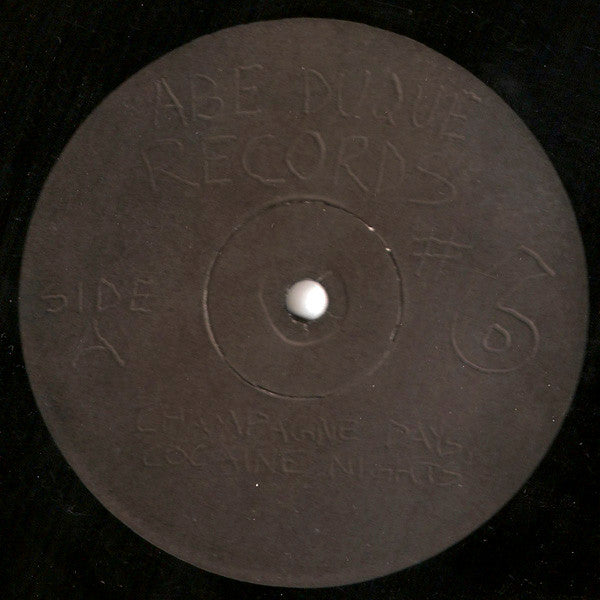 ABE DUQUE
RECORDS
#6
SIDE
A
CHAMPAGNE DAYS,
COCAINE NIGHTS